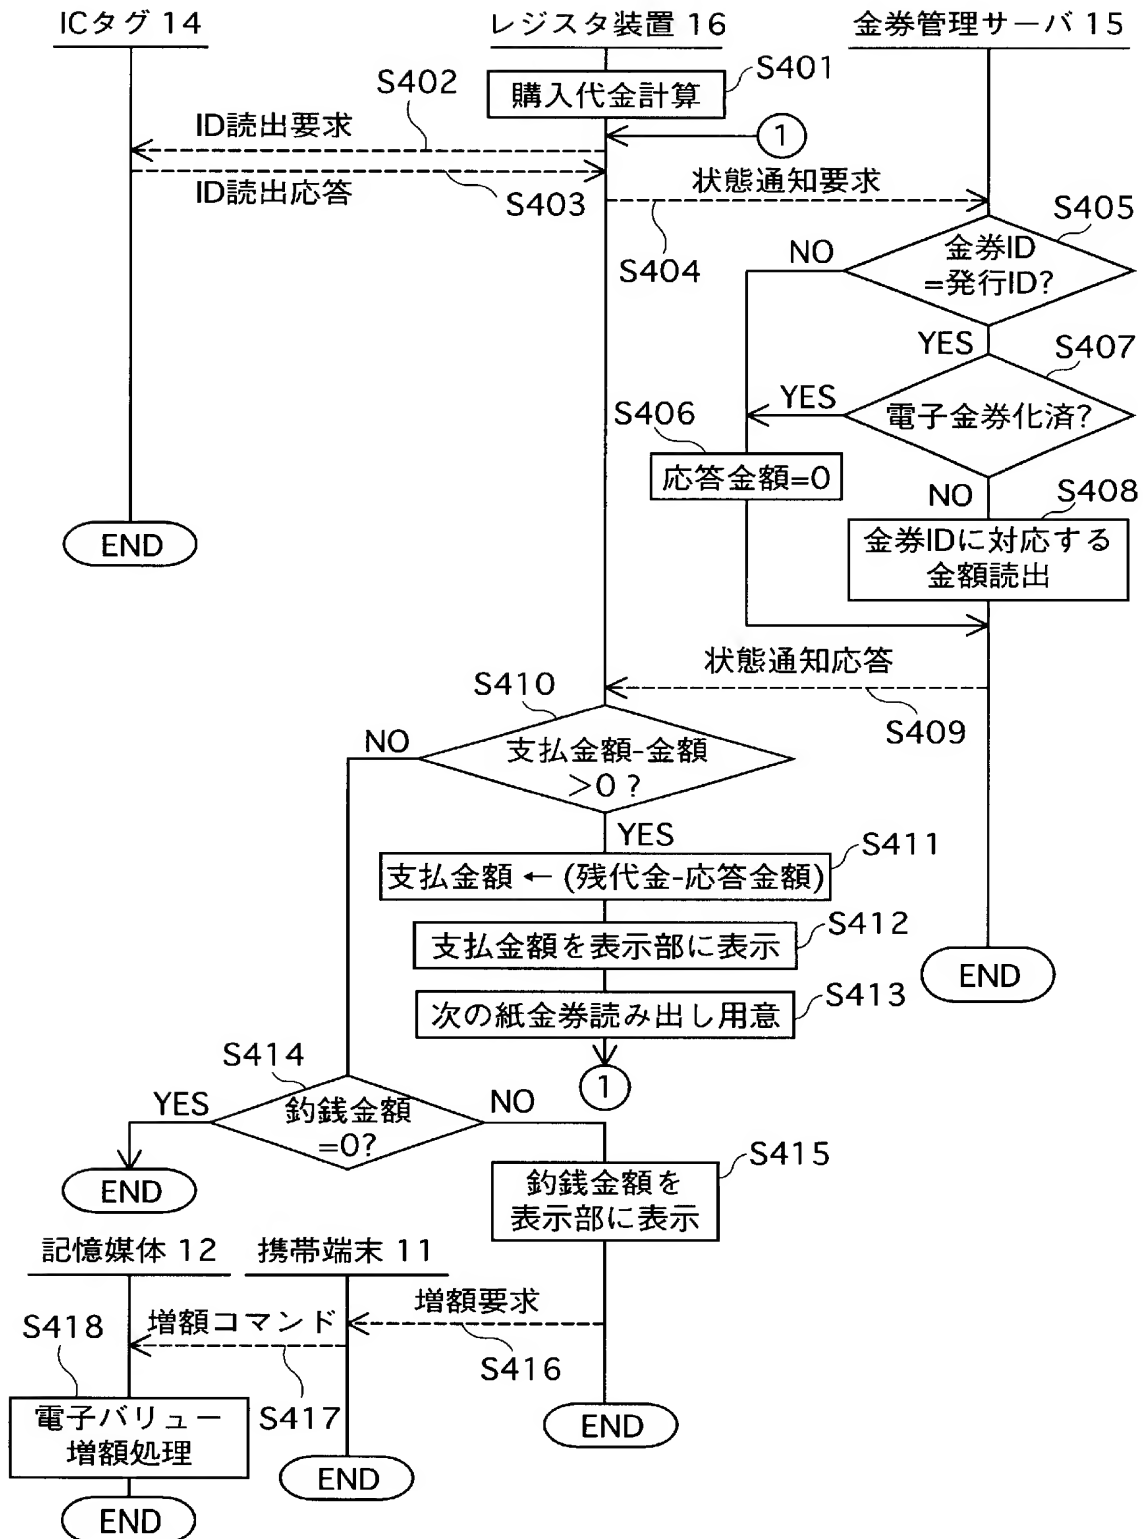 ICタグ 14
レジスタ装置 16
金券管理サーバ 15
S401
購入代金計算
S402
ID読出要求
1
ID読出応答
S403
状態通知要求
S404
S405
金券ID
=発行ID?
NO
YES
S407
電子金券化済?
YES
S406
応答金額=0
NO
S408
金券IDに対応する
金額読出
END
状態通知応答
S409
S410
支払金額-金額
>0 ?
NO
YES
S411
支払金額 ← (残代金-応答金額)
S412
支払金額を表示部に表示
END
S413
次の紙金券読み出し用意
1
S414
釣銭金額
=0?
YES
NO
END
S415
釣銭金額を
表示部に表示
記憶媒体 12
携帯端末 11
増額要求
S416
増額コマンド
S417
S418
電子バリュー
増額処理
END
END
END